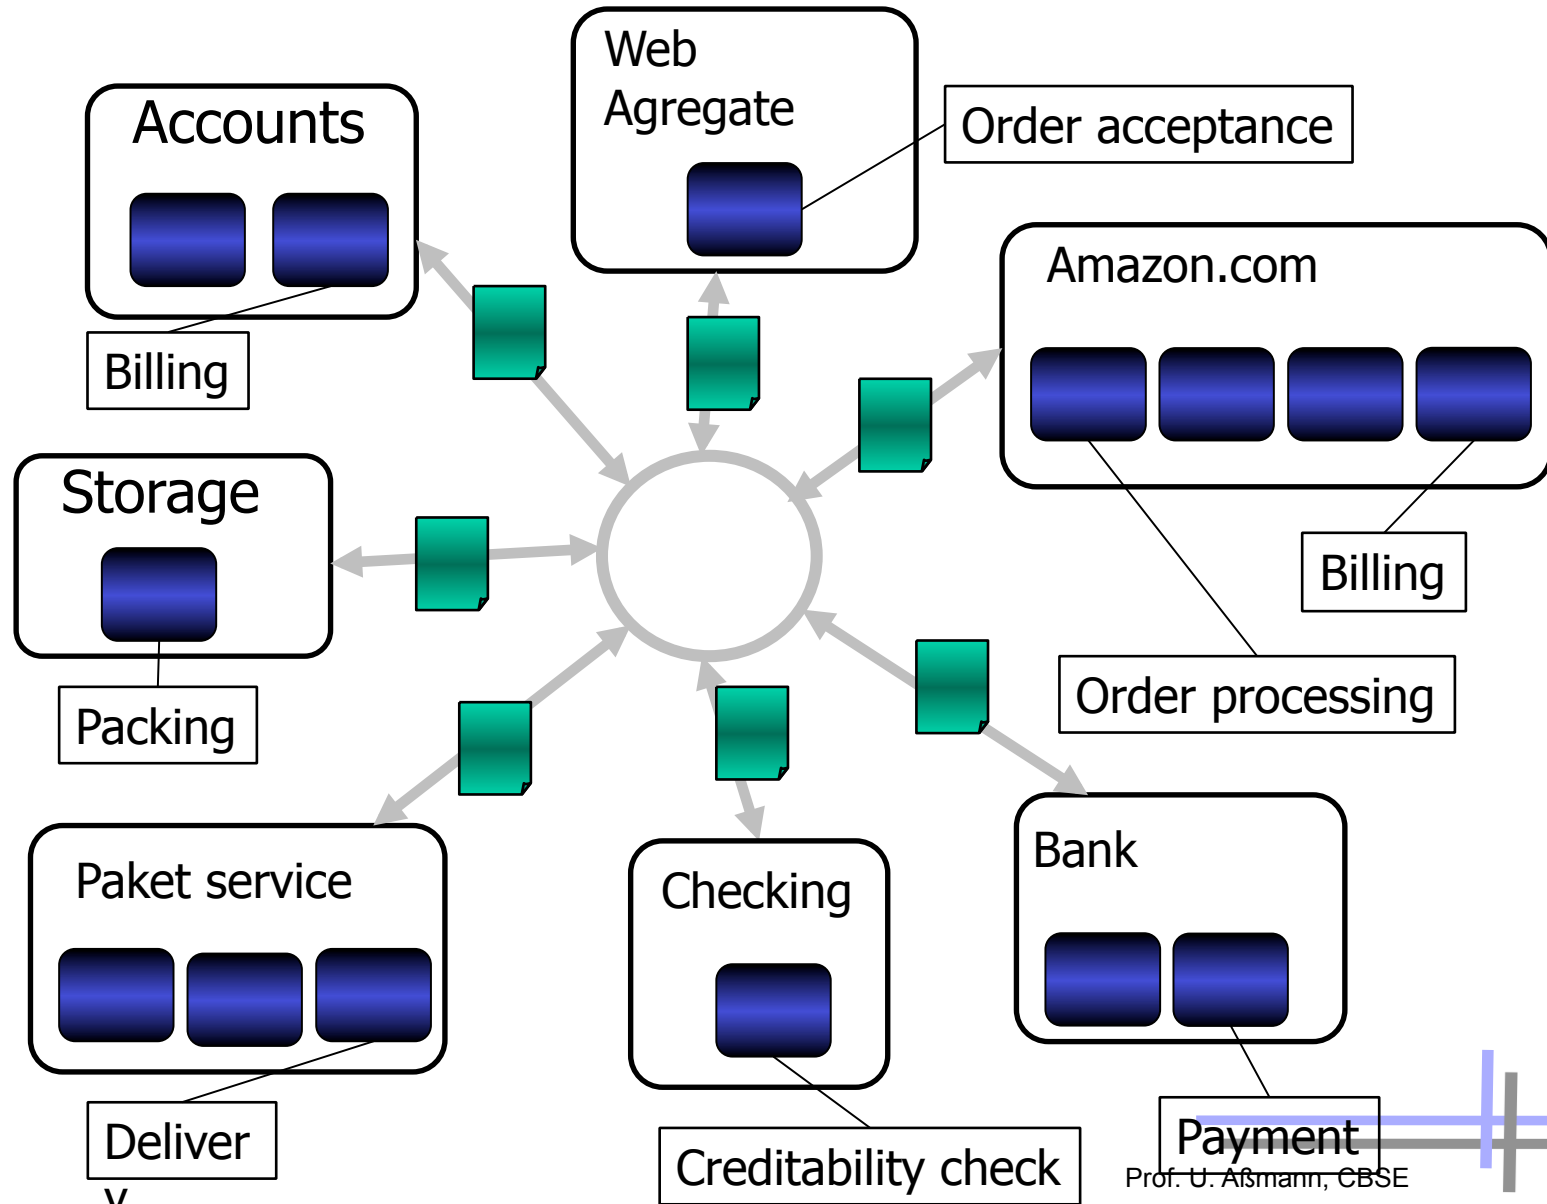 Web
Agregate
Order acceptance
Accounts
Billing
Amazon.com
Billing
Order processing
Storage
Packing
Paket service
Deliver
y
Checking
Creditability check
Bank
Payment
Prof. U. Aßmann, CBSE